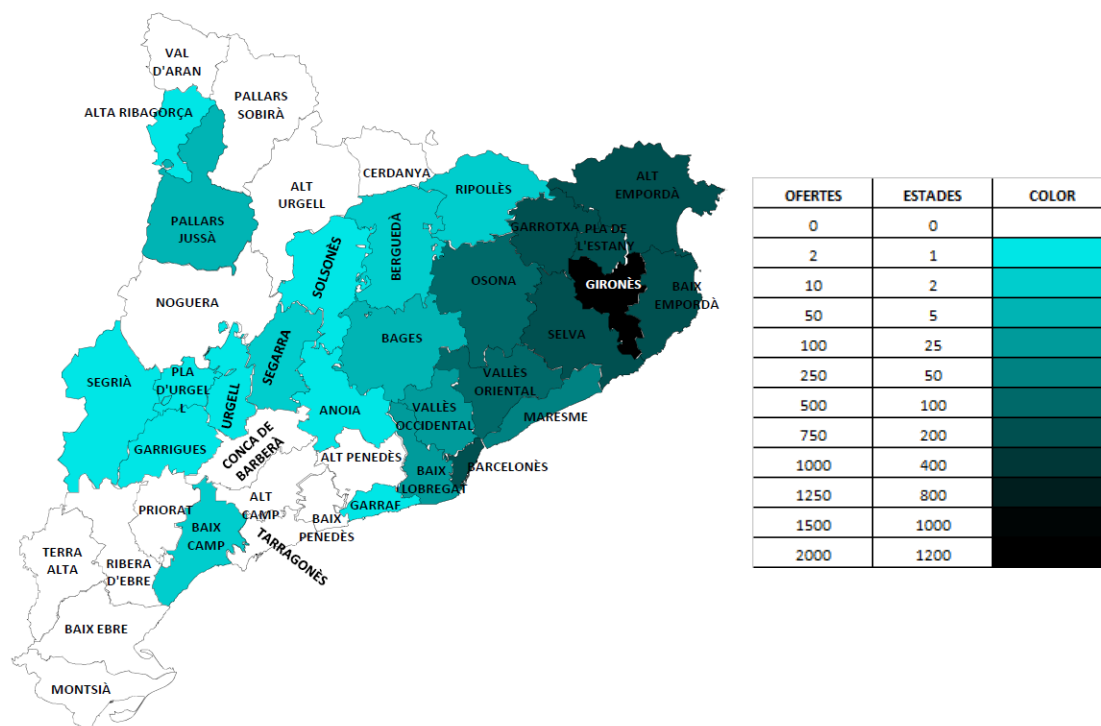 VAL
D'ARAN
ALTA RIBAGORÇA
PALLARS
SOBIRÀ
CERDANYA
ALT
URGELL
RIPOLLÈS
ALT
EMPORDÀ
PALLARS
JUSSÀ
BERGUEDÀ
GARROTXA
PLA DE
L'ESTANY
SOLSONÈS
OSONA
GIRONÈS
BAIX
EMPORDÀ
NOGUERA
BAGES
SELVA
SEGARRA
SEGRIÀ
PLA
D'URGEL
L
URGELL
VALLÈS
ORIENTAL
ANOIA
VALLÈS
OCCIDENTAL
MARESME
GARRIGUES
CONCA DE
BARBERÀ
ALT PENEDÈS
BAIX
LLOBREGAT
BARCELONÈS
PRIORAT
ALT
CAMP
GARRAF
BAIX
CAMP
BAIX
PENEDÈS
TARRAGONÈS
TERRA
ALTA
RIBERA
D'EBRE
BAIX EBRE
MONTSIÀ
OFERTES ESTADES COLOR
0 0
2 1
10 2
50 5
100 25
250 50
500 100
750 200
1000 400
1250 800
1500 1000
2000 1200